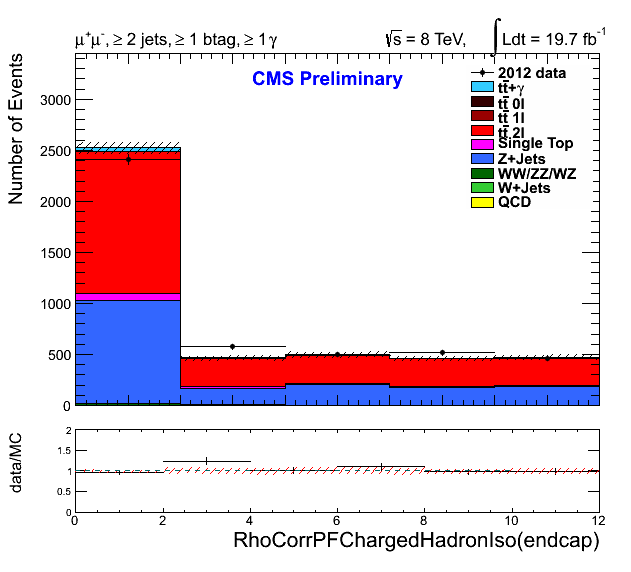 μ⁺μ⁻, ≥ 2 jets, ≥ 1 btag, ≥ 1 γ
√s = 8 TeV, ∫ Ldt = 19.7 fb⁻¹
CMS Preliminary
2012 data
tt̄+γ
tt̄ 0l
tt̄ 1l
tt̄ 2l
Single Top
Z+Jets
WW/ZZ/WZ
W+Jets
QCD
Number of Events
3000
2500
2000
1500
1000
500
0
data/MC
2
1.5
1
0.5
0
0 2 4 6 8 10 12
RhoCorrPFChargedHadronIso(endcap)